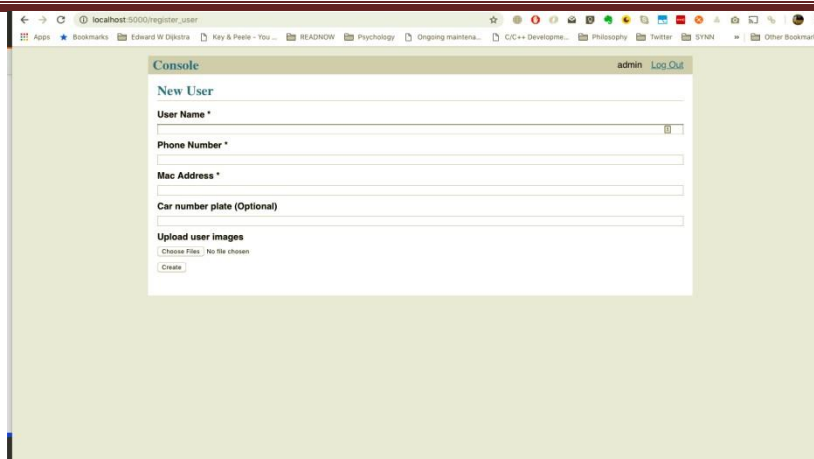 localhost:5000/register_user
Apps Bookmarks Edward W Dijkstra Key & Peele - You ... READNOW Psychology Ongoing maintena... C/C++ Developme... Philosophy Twitter SYNN » Other Bookmar
Console admin Log Out
New User
User Name *
Phone Number *
Mac Address *
Car number plate (Optional)
Upload user images
Choose Files No file chosen
Create